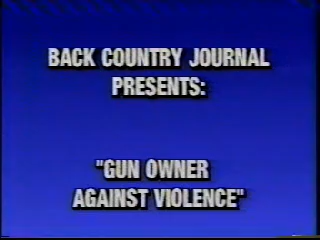 BACK COUNTRY JOURNAL
PRESENTS:
"GUN OWNER
AGAINST VIOLENCE"